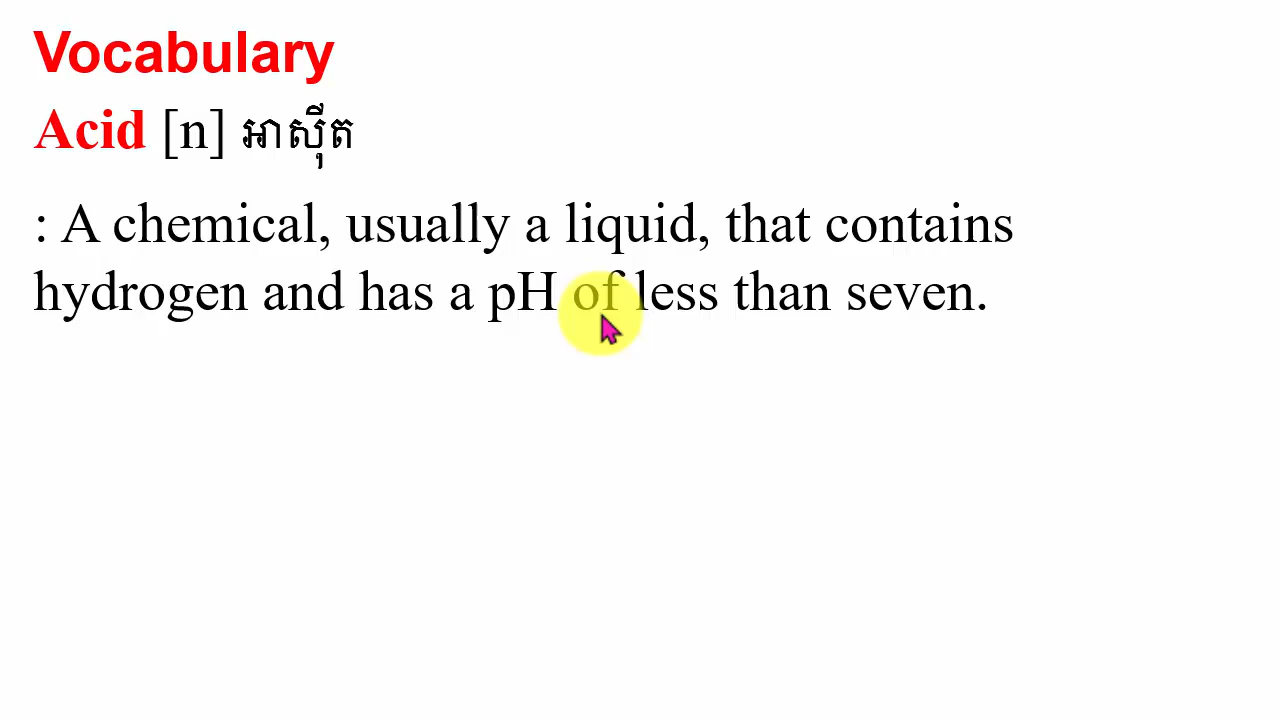 Vocabulary
Acid [n] អាស៊ីត
: A chemical, usually a liquid, that contains
hydrogen and has a pH of less than seven.